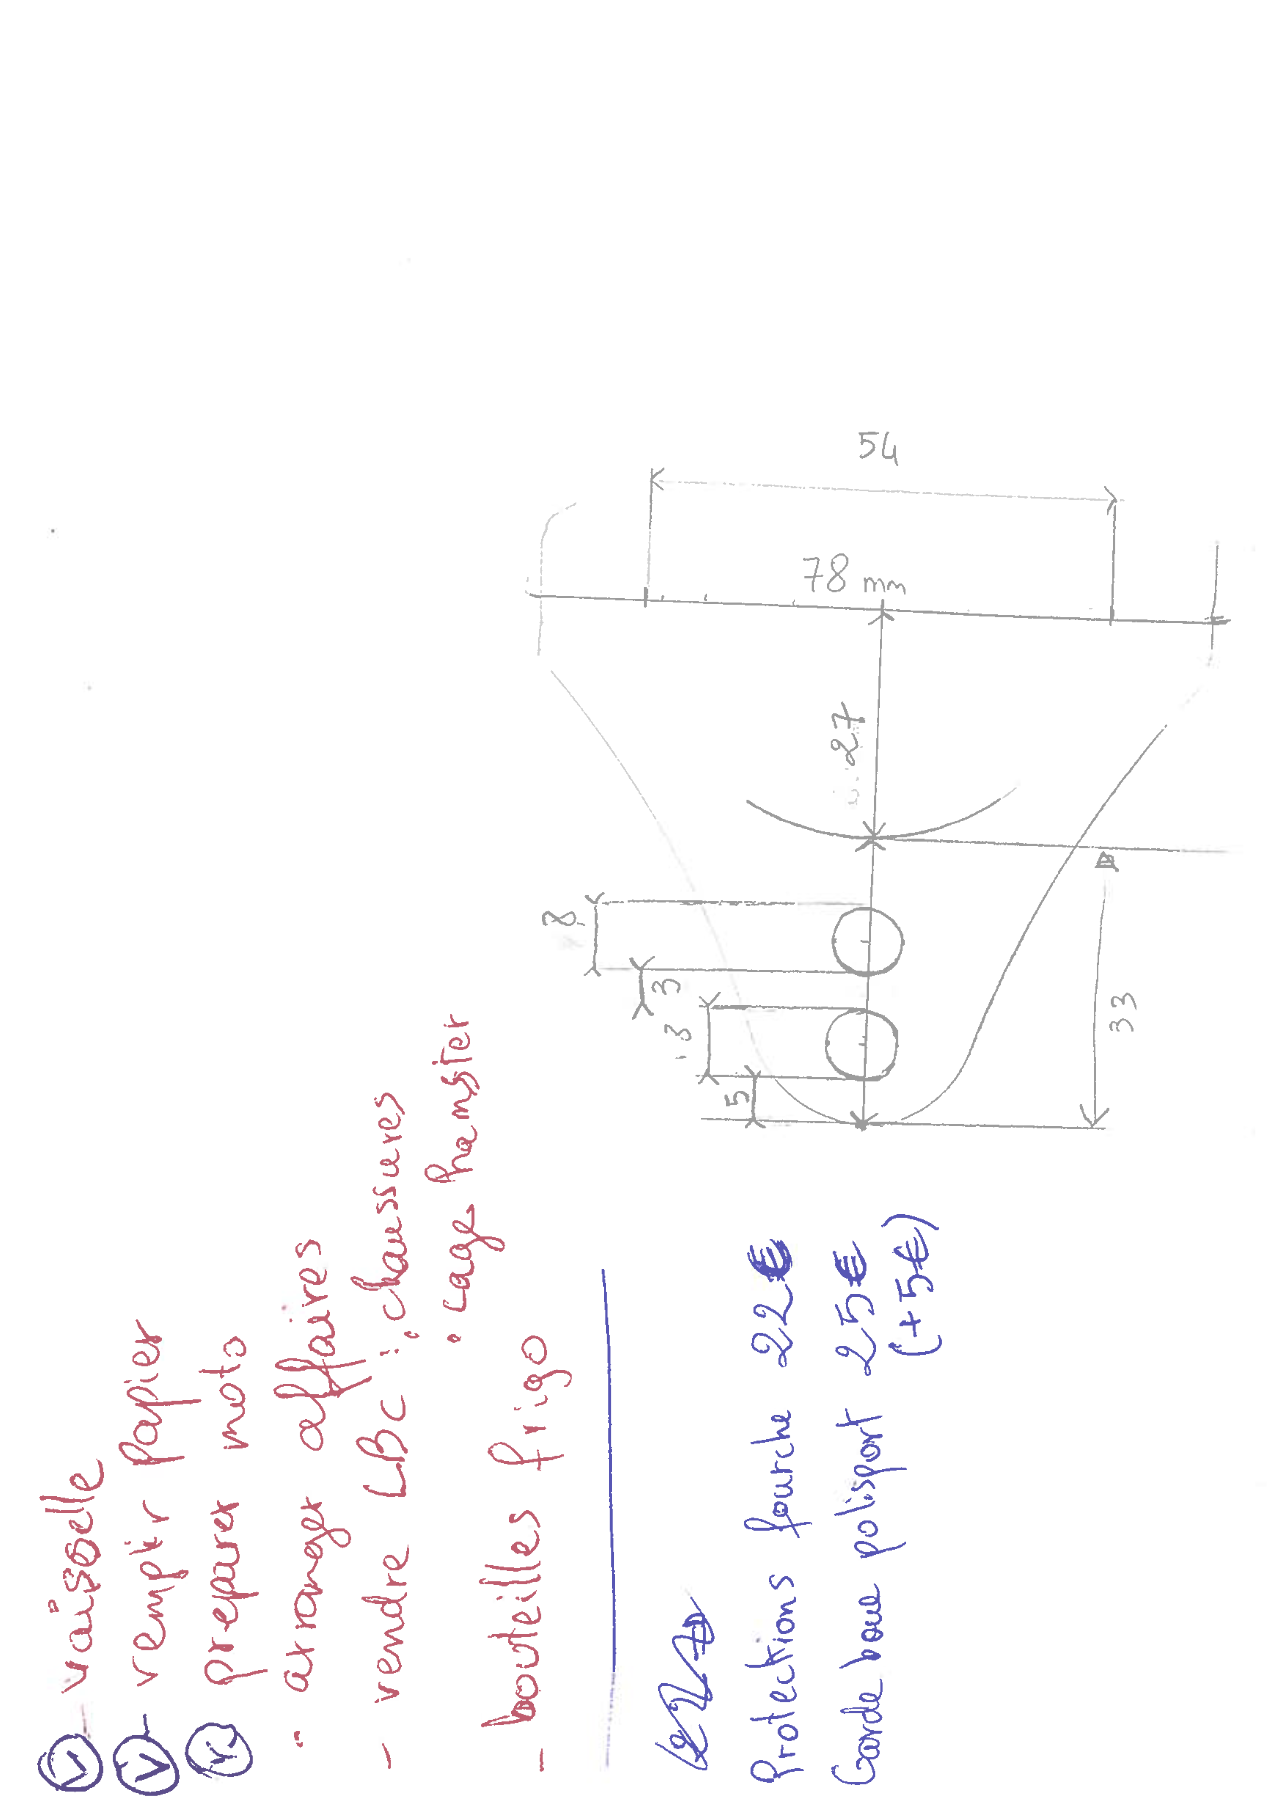 v - vaisselle
v - remplir papier
v préparer moto
- arranger affaires
- vendre LBC : . chaussures
. cage hamster
- bouteilles frigo
Protections fourche 22€
Garde boue polisport 25€
(+5€)
54
78 mm
27
8
3
8
5
33